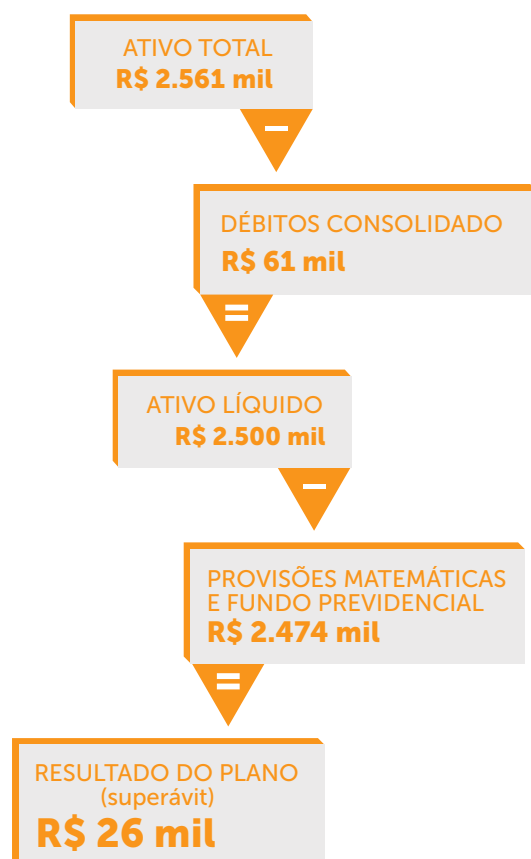 ATIVO TOTAL
R$ 2.561 mil
–
DÉBITOS CONSOLIDADO
R$ 61 mil
=
ATIVO LÍQUIDO
R$ 2.500 mil
–
PROVISÕES MATEMÁTICAS
E FUNDO PREVIDENCIAL
R$ 2.474 mil
=
RESULTADO DO PLANO
(superávit)
R$ 26 mil